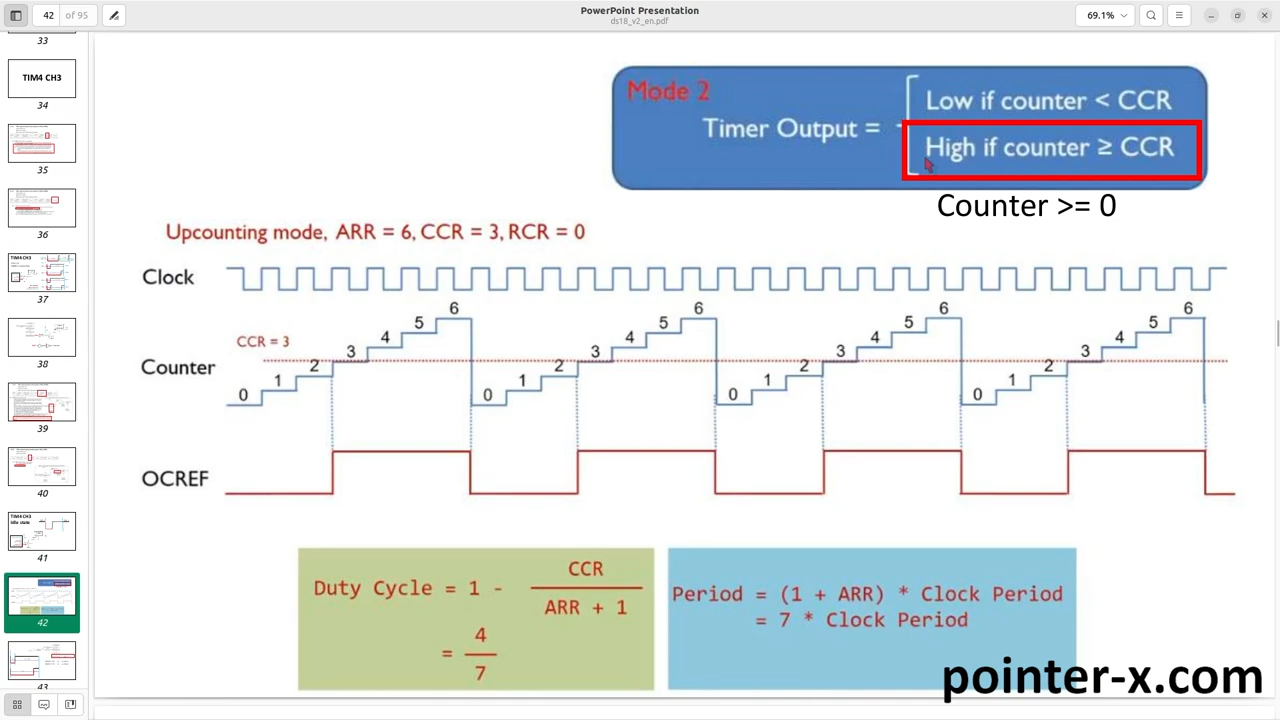 PowerPoint Presentation
ds18_v2_en.pdf
42 of 95
69.1%
33
TIM4 CH3
34
35
36
TIM4 CH3
37
38
39
40
TIM4 CH3
idle state
41
42
43
Mode 2
Timer Output =
Low if counter < CCR
High if counter ≥ CCR
Counter >= 0
Upcounting mode, ARR = 6, CCR = 3, RCR = 0
Clock
CCR = 3
Counter
0 1 2 3 4 5 6 0 1 2 3 4 5 6 0 1 2 3 4 5 6 0 1 2 3 4 5 6
OCREF
Duty Cycle = 1 - CCR
ARR + 1
= 4
7
Period = (1 + ARR) * Clock Period
= 7 * Clock Period
pointer-x.com